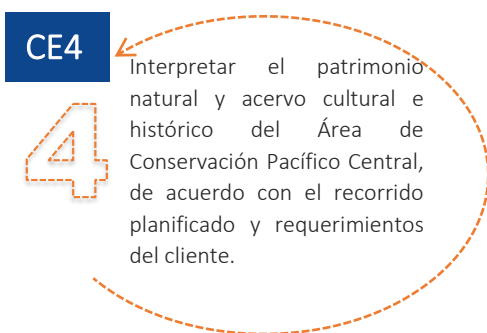 CE4
4
Interpretar el patrimonio
natural y acervo cultural e
histórico del Área de
Conservación Pacífico Central,
de acuerdo con el recorrido
planificado y requerimientos
del cliente.